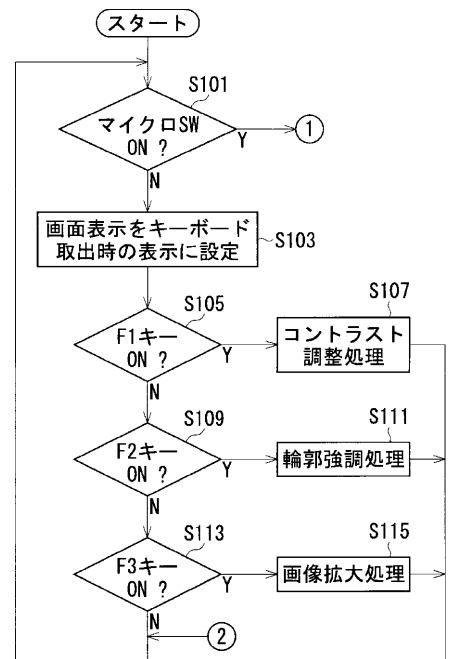 スタート
S101
マイクロSW
ON ?
Y
①
N
画面表示をキーボード
取出時の表示に設定
S103
S105
F1キー
ON ?
Y
N
S107
コントラスト
調整処理
S109
F2キー
ON ?
Y
N
S111
輪郭強調処理
S113
F3キー
ON ?
Y
N
S115
画像拡大処理
②